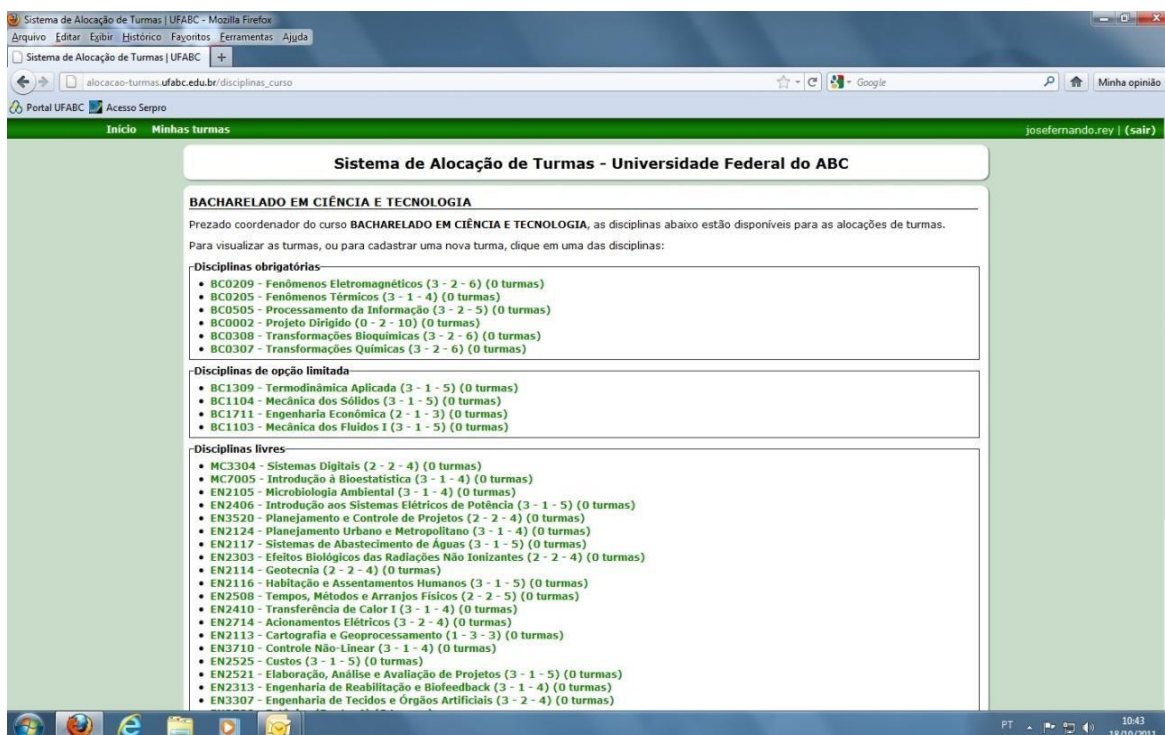 Sistema de Alocação de Turmas | UFABC - Mozilla Firefox
Arquivo Editar Exibir Histórico Favoritos Ferramentas Ajuda
Sistema de Alocação de Turmas | UFABC +
alocacao-turmas.ufabc.edu.br/disciplinas_curso Google Minha opinião
Portal UFABC Acesso Serpro
Início Minhas turmas josefernando.rey | (sair)
Sistema de Alocação de Turmas - Universidade Federal do ABC
BACHARELADO EM CIÊNCIA E TECNOLOGIA
Prezado coordenador do curso BACHARELADO EM CIÊNCIA E TECNOLOGIA, as disciplinas abaixo estão disponíveis para as alocações de turmas.
Para visualizar as turmas, ou para cadastrar uma nova turma, clique em uma das disciplinas:
Disciplinas obrigatórias
• BC0209 - Fenômenos Eletromagnéticos (3 - 2 - 6) (0 turmas)
• BC0205 - Fenômenos Térmicos (3 - 1 - 4) (0 turmas)
• BC0505 - Processamento da Informação (3 - 2 - 5) (0 turmas)
• BC0002 - Projeto Dirigido (0 - 2 - 10) (0 turmas)
• BC0308 - Transformações Bioquímicas (3 - 2 - 6) (0 turmas)
• BC0307 - Transformações Químicas (3 - 2 - 6) (0 turmas)
Disciplinas de opção limitada
• BC1309 - Termodinâmica Aplicada (3 - 1 - 5) (0 turmas)
• BC1104 - Mecânica dos Sólidos (3 - 1 - 5) (0 turmas)
• BC1711 - Engenharia Econômica (2 - 1 - 3) (0 turmas)
• BC1103 - Mecânica dos Fluidos I (3 - 1 - 5) (0 turmas)
Disciplinas livres
• MC3304 - Sistemas Digitais (2 - 2 - 4) (0 turmas)
• MC7005 - Introdução à Bioestatística (3 - 1 - 4) (0 turmas)
• EN2105 - Microbiologia Ambiental (3 - 1 - 4) (0 turmas)
• EN2406 - Introdução aos Sistemas Elétricos de Potência (3 - 1 - 5) (0 turmas)
• EN3520 - Planejamento e Controle de Projetos (2 - 2 - 4) (0 turmas)
• EN2124 - Planejamento Urbano e Metropolitano (3 - 1 - 4) (0 turmas)
• EN2117 - Sistemas de Abastecimento de Águas (3 - 1 - 5) (0 turmas)
• EN2303 - Efeitos Biológicos das Radiações Não Ionizantes (2 - 2 - 4) (0 turmas)
• EN2114 - Geotecnia (2 - 2 - 4) (0 turmas)
• EN2116 - Habitação e Assentamentos Humanos (3 - 1 - 5) (0 turmas)
• EN2508 - Tempos, Métodos e Arranjos Físicos (2 - 2 - 5) (0 turmas)
• EN2410 - Transferência de Calor I (3 - 1 - 4) (0 turmas)
• EN2714 - Acionamentos Elétricos (3 - 2 - 4) (0 turmas)
• EN2113 - Cartografia e Geoprocessamento (1 - 3 - 3) (0 turmas)
• EN3710 - Controle Não-Linear (3 - 1 - 4) (0 turmas)
• EN2525 - Custos (3 - 1 - 5) (0 turmas)
• EN2521 - Elaboração, Análise e Avaliação de Projetos (3 - 1 - 5) (0 turmas)
• EN2313 - Engenharia de Reabilitação e Biofeedback (3 - 1 - 4) (0 turmas)
• EN3307 - Engenharia de Tecidos e Órgãos Artificiais (3 - 2 - 4) (0 turmas)
PT 10:43
18/10/2011